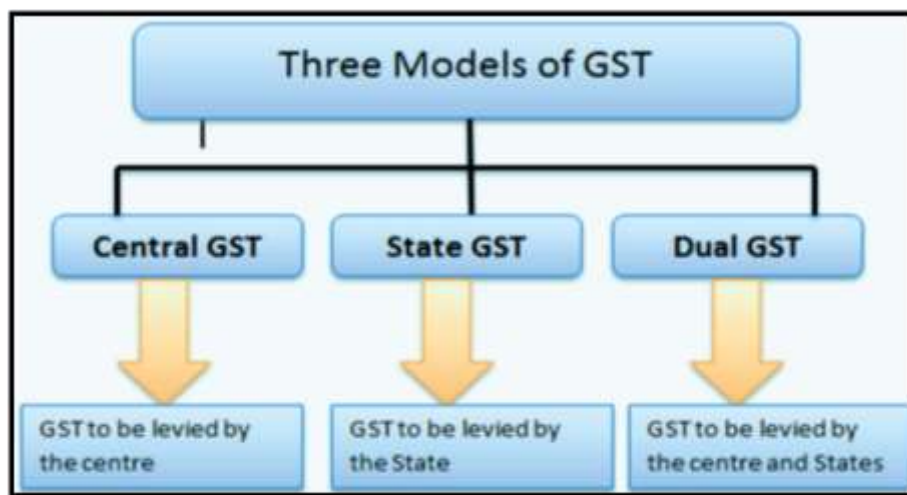 Three Models of GST
Central GST
State GST
Dual GST
GST to be levied by
the centre
GST to be levied by
the State
GST to be levied by
the centre and States